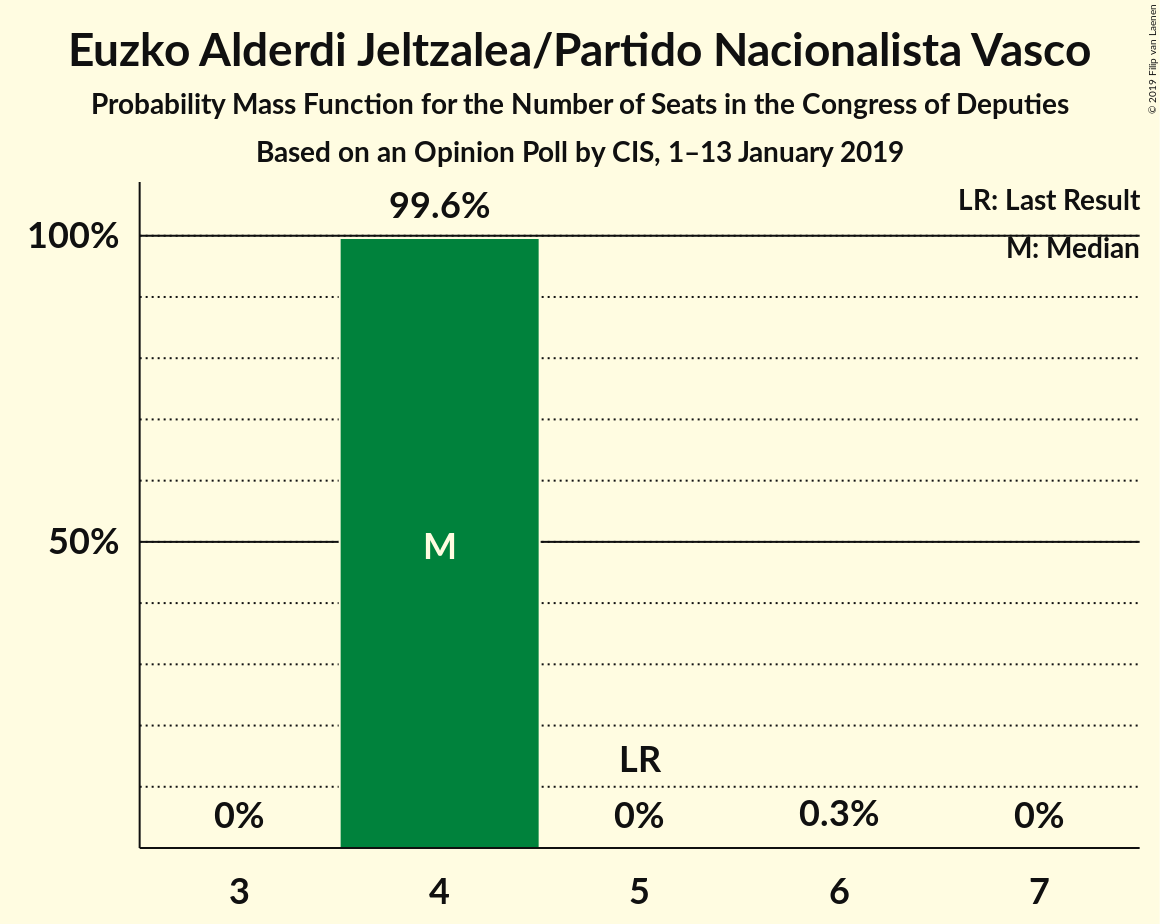 Euzko Alderdi Jeltzalea/Partido Nacionalista Vasco
Probability Mass Function for the Number of Seats in the Congress of Deputies
Based on an Opinion Poll by CIS, 1–13 January 2019
© 2019 Filip van Laenen
LR: Last Result
M: Median
99.6%
100%
50%
M
LR
0%
0%
0.3%
0%
3
4
5
6
7